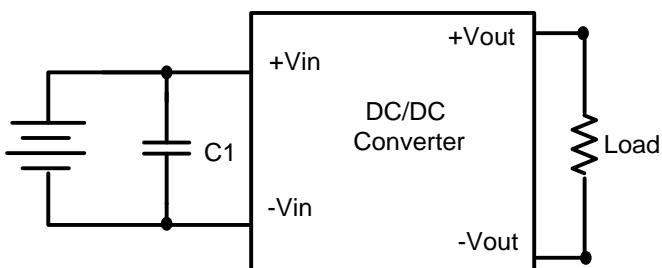 +Vout
+Vin
DC/DC
Converter
C1
Load
-Vin
-Vout